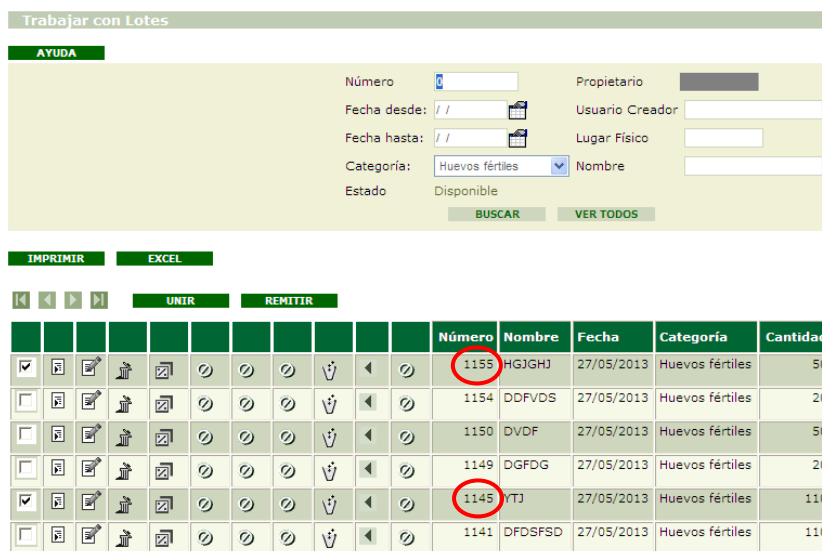 Trabajar con Lotes
AYUDA
Número 0 Propietario
Fecha desde: / / Usuario Creador
Fecha hasta: / / Lugar Físico
Categoría: Huevos fértiles Nombre
Estado Disponible
BUSCAR VER TODOS
IMPRIMIR EXCEL
UNIR REMITIR
Número Nombre Fecha Categoría Cantidad
1155 HGJGHJ 27/05/2013 Huevos fértiles
1154 DDFVDS 27/05/2013 Huevos fértiles
1150 DVDF 27/05/2013 Huevos fértiles
1149 DGFDG 27/05/2013 Huevos fértiles
1145 YTJ 27/05/2013 Huevos fértiles
1141 DFDSFSD 27/05/2013 Huevos fértiles